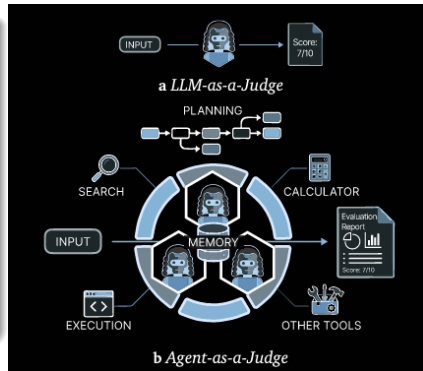 INPUT
Score:
7/10
a LLM-as-a-Judge
PLANNING
SEARCH
CALCULATOR
INPUT
MEMORY
Evaluation
Report
Score: 7/10
EXECUTION
OTHER TOOLS
b Agent-as-a-Judge